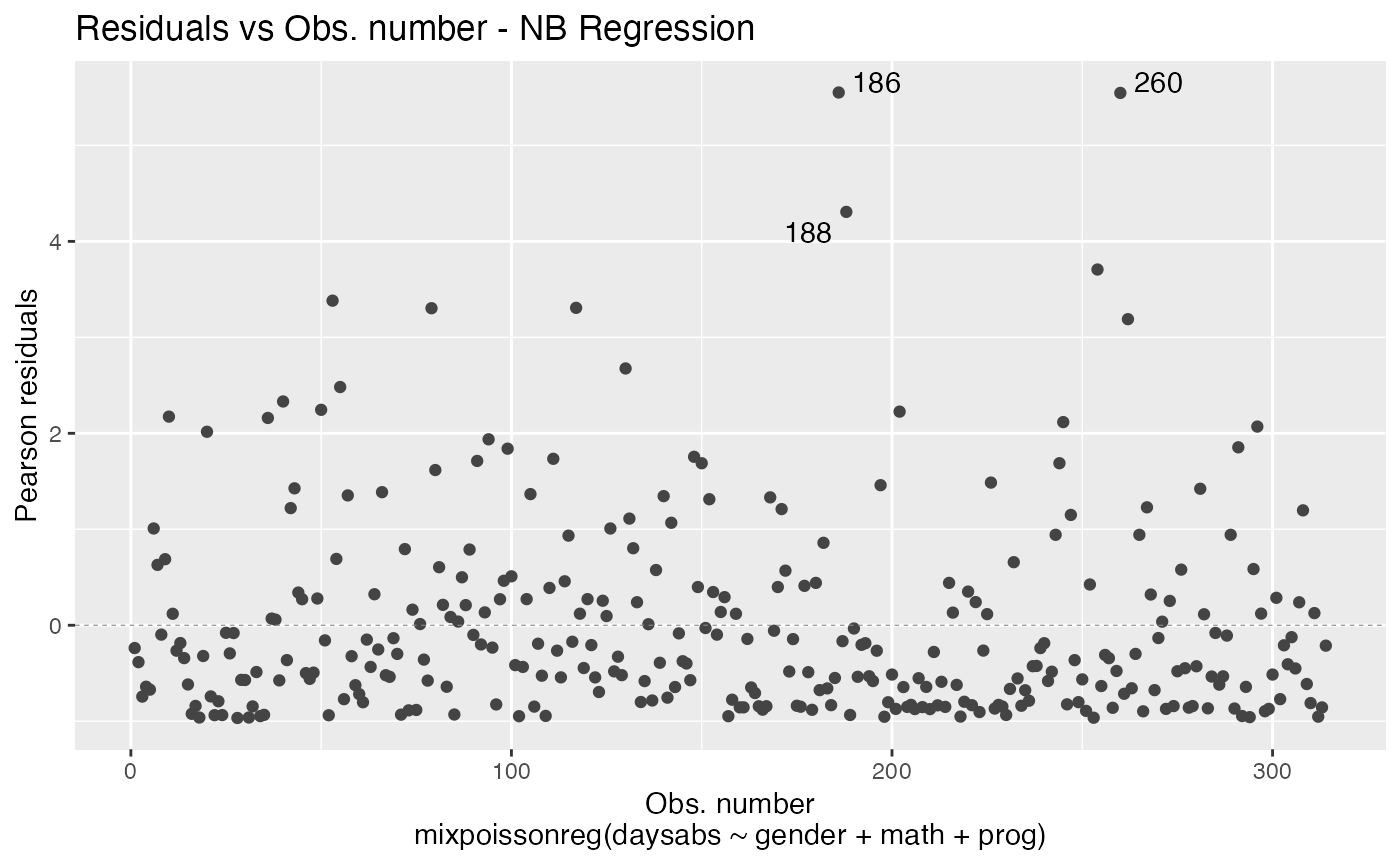 Residuals vs Obs. number - NB Regression
186
260
188
4
2
0
Pearson residuals
0 100 200 300
Obs. number
mixpoissonreg(daysabs ~ gender + math + prog)